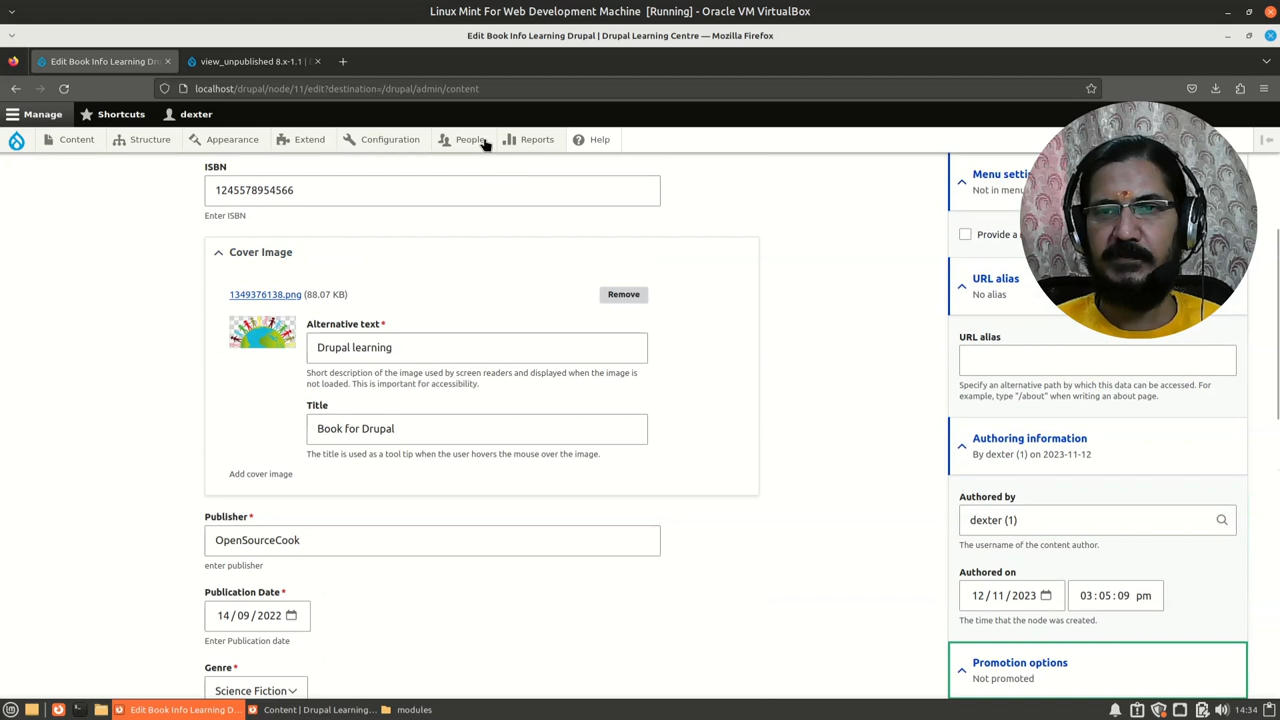 Linux Mint For Web Development Machine [Running] - Oracle VM VirtualBox
Edit Book Info Learning Drupal | Drupal Learning Centre — Mozilla Firefox
Edit Book Info Learning Dru
view_unpublished 8.x-1.1 |
localhost/drupal/node/11/edit?destination=/drupal/admin/content
Manage Shortcuts dexter
Content Structure Appearance Extend Configuration People Reports Help
ISBN
1245578954566
Enter ISBN
Cover Image
1349376138.png (88.07 KB)
Remove
Alternative text *
Drupal learning
Short description of the image used by screen readers and displayed when the image is
not loaded. This is important for accessibility.
Title
Book for Drupal
The title is used as a tool tip when the user hovers the mouse over the image.
Add cover image
Publisher *
OpenSourceCook
enter publisher
Publication Date *
14/09/2022
Enter Publication date
Genre *
Science Fiction
Menu setti
Not in menu
Provide a
URL alias
No alias
URL alias
Specify an alternative path by which this data can be accessed. For
example, type "/about" when writing an about page.
Authoring information
By dexter (1) on 2023-11-12
Authored by
dexter (1)
The username of the content author.
Authored on
12/11/2023 03:05:09 pm
The time that the node was created.
Promotion options
Not promoted
Edit Book Info Learning D...
Content | Drupal Learning...
modules
14:34